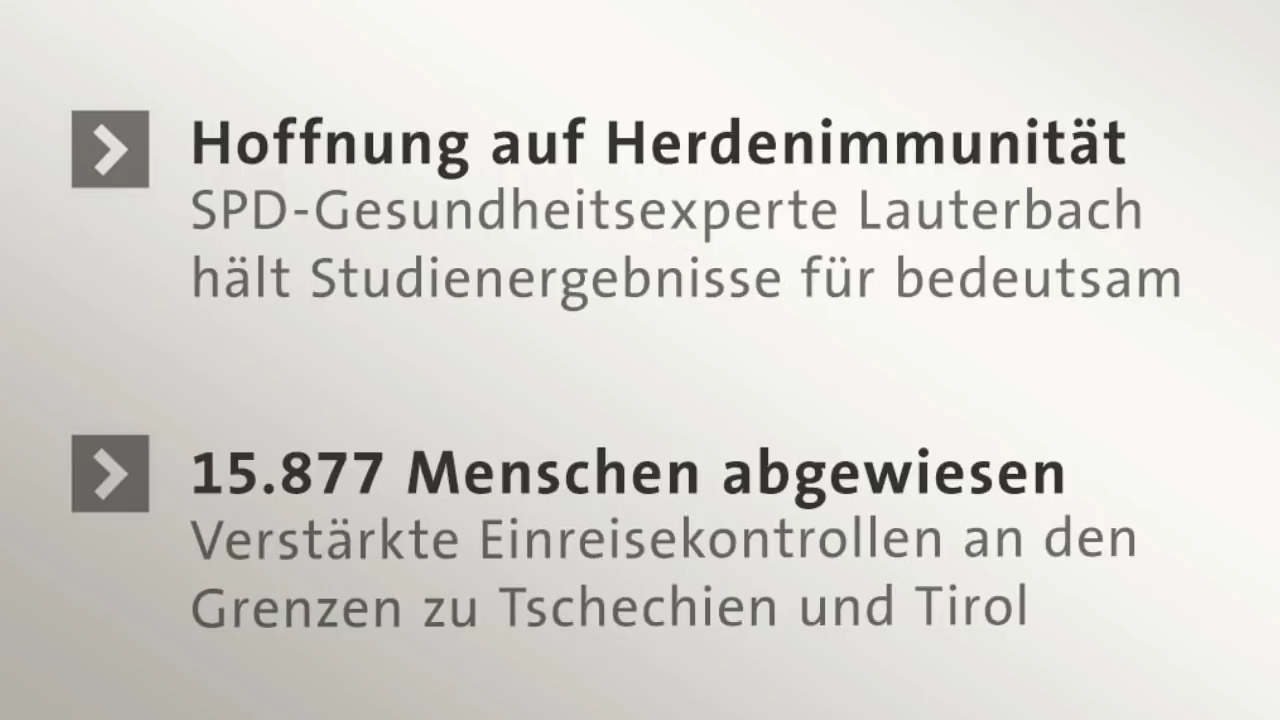 Hoffnung auf Herdenimmunität
SPD-Gesundheitsexperte Lauterbach
hält Studienergebnisse für bedeutsam
15.877 Menschen abgewiesen
Verstärkte Einreisekontrollen an den
Grenzen zu Tschechien und Tirol